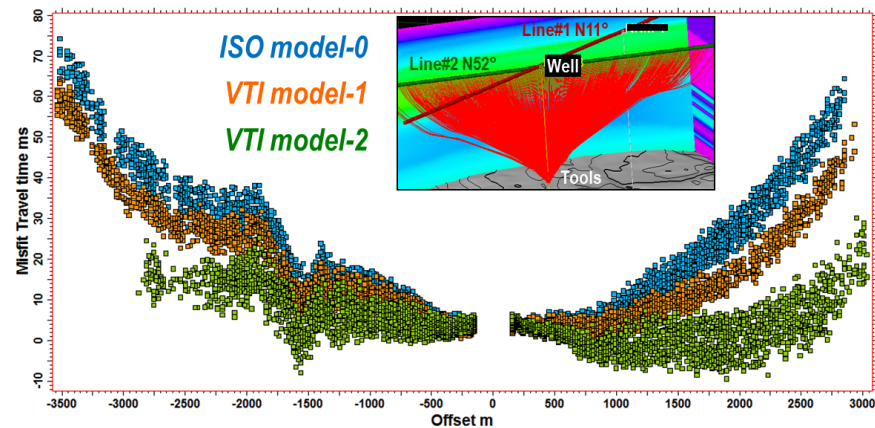 80
70
60
50
40
30
20
10
0
-10
Misfit Travel time ms
ISO model-0
VTI model-1
VTI model-2
Line#1 N11°
Line#2 N52°
Well
Tools
-3500 -3000 -2500 -2000 -1500 -1000 -500 0 500 1000 1500 2000 2500 3000
Offset m